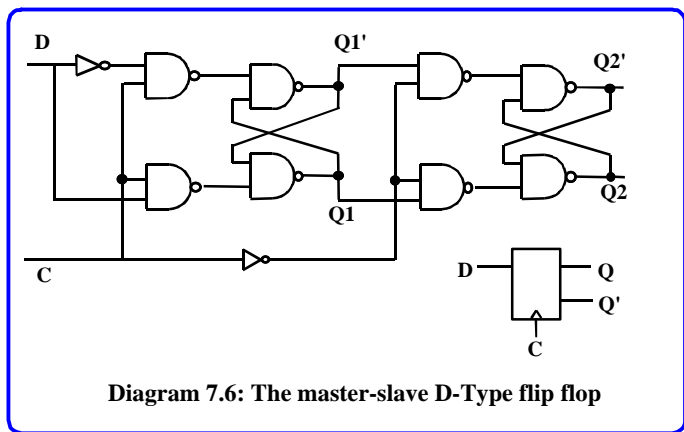 D
Q1'
Q2'
Q1
Q2
C
D
Q
Q'
C
Diagram 7.6: The master-slave D-Type flip flop